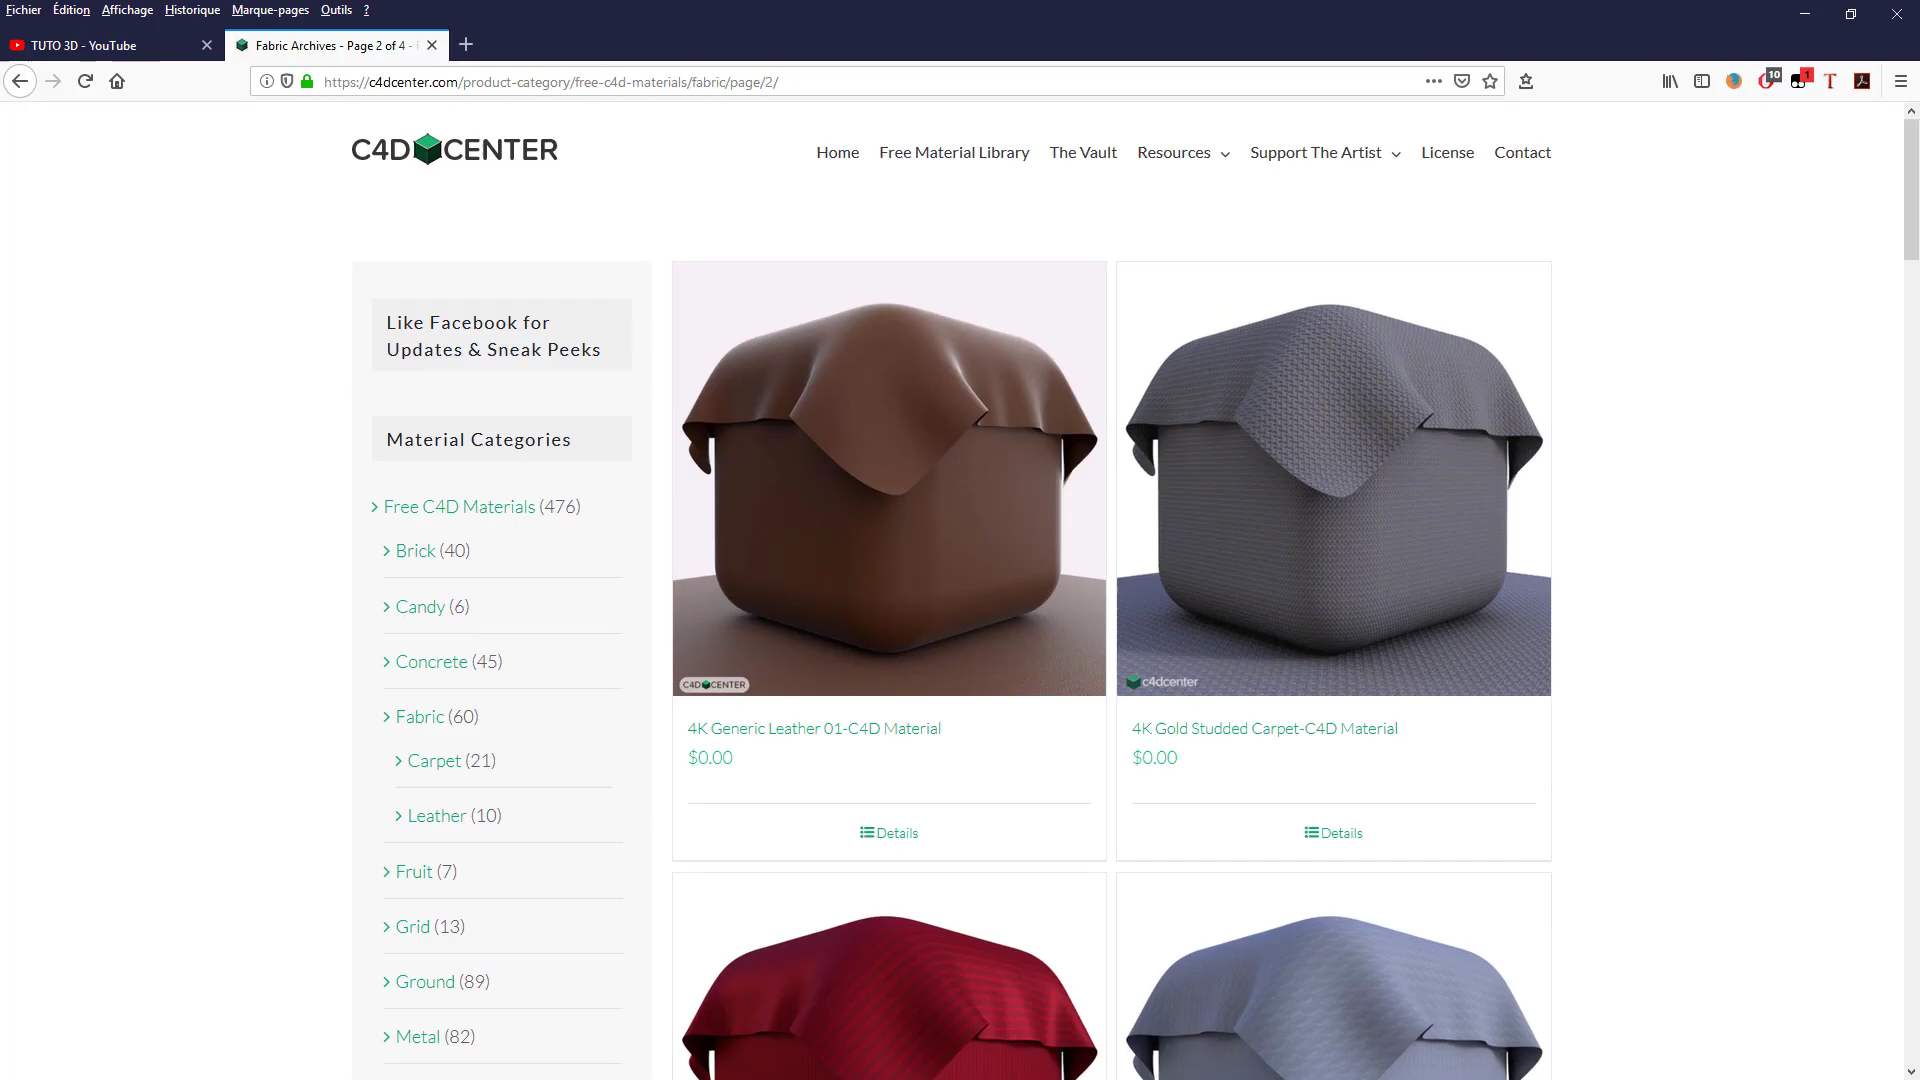 Fichier Édition Affichage Historique Marque-pages Outils ?
TUTO 3D - YouTube
Fabric Archives - Page 2 of 4 -
https://c4dcenter.com/product-category/free-c4d-materials/fabric/page/2/
10
1
C4D CENTER
Home Free Material Library The Vault Resources Support The Artist License Contact
Like Facebook for
Updates & Sneak Peeks
Material Categories
Free C4D Materials (476)
Brick (40)
Candy (6)
Concrete (45)
Fabric (60)
Carpet (21)
Leather (10)
Fruit (7)
Grid (13)
Ground (89)
Metal (82)
C4D CENTER
4K Generic Leather 01-C4D Material
$0.00
Details
c4dcenter
4K Gold Studded Carpet-C4D Material
$0.00
Details